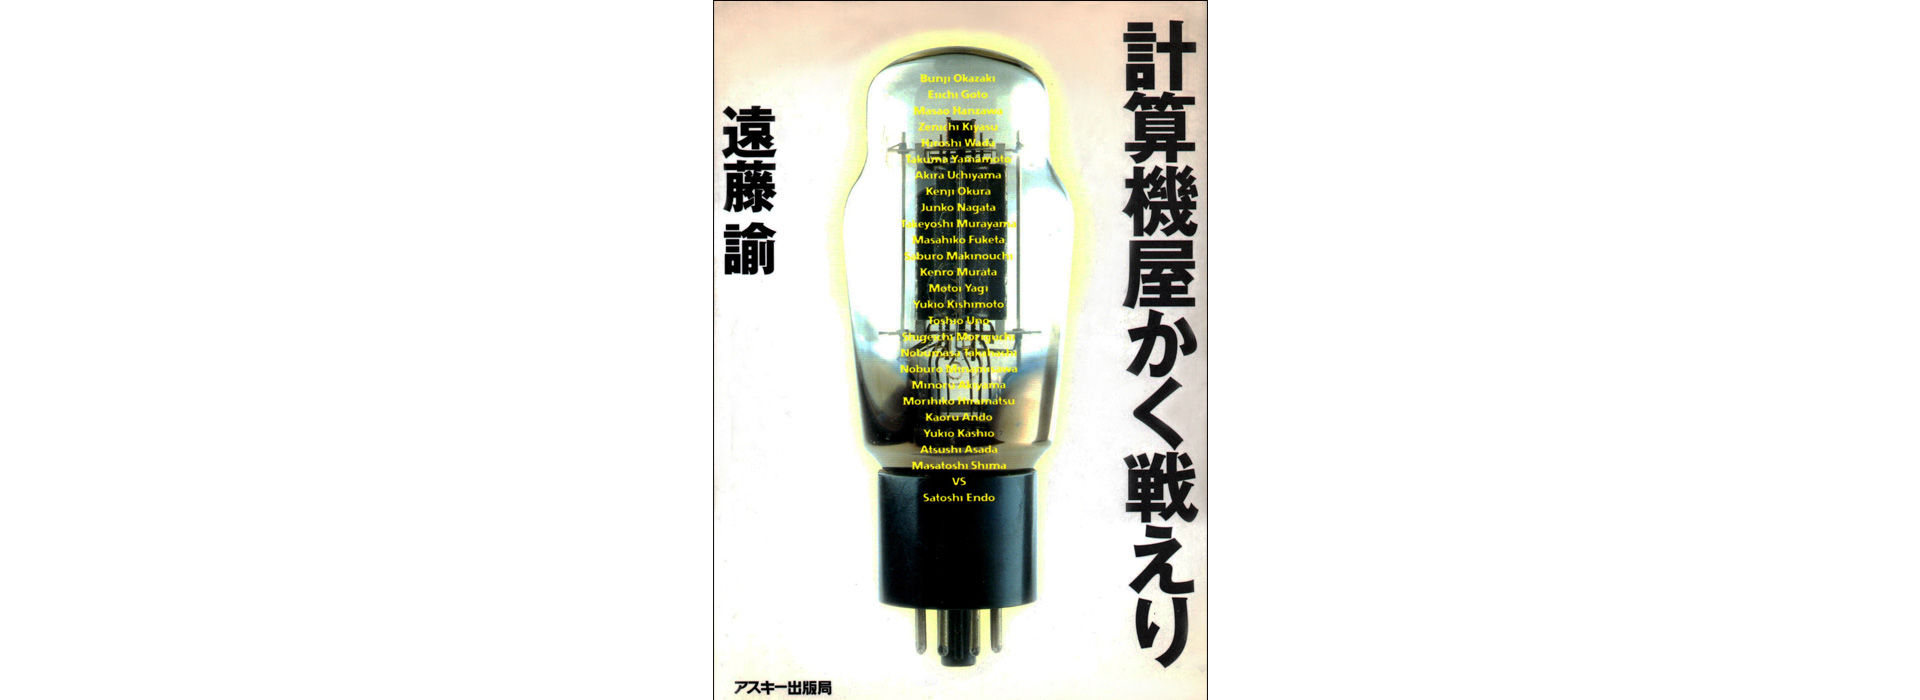 計算機屋かく戦えり
遠藤 諭
Bunji Okazaki
Eiichi Goto
Masao Hanzawa
Zenichi Kiyasu
Hiroshi Wada
Takuma Yamamoto
Akira Uchiyama
Kenji Okura
Junko Nagata
Takeyoshi Murayama
Masahiko Fuketa
Saburo Makinouchi
Kenro Murata
Motoi Yagi
Yukio Kishimoto
Toshio Uno
Shigeichi Moriguchi
Nobumasa Takahashi
Noburo Minamisawa
Minoru Akiyama
Morihiko Hiramatsu
Kaoru Ando
Yukio Kashio
Atsushi Asada
Masatoshi Shima
VS
Satoshi Endo
アスキー出版局